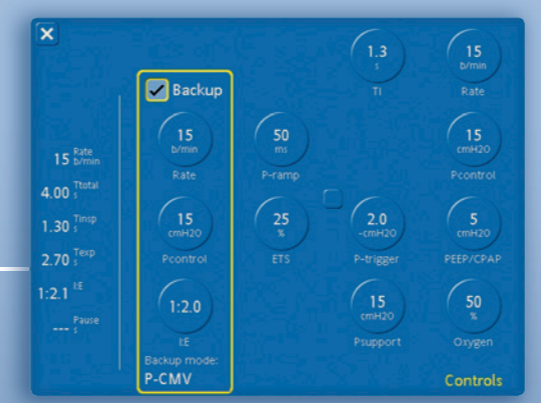 1.3
s
TI
15
b/min
Rate
Backup
15
b/min
Rate
50
ms
P-ramp
15
cmH2O
Pcontrol
15 Rate b/min
4.00 Ttotal s
1.30 Tinsp s
2.70 Texp s
1:2.1 I:E
--- Pause s
15
cmH2O
Pcontrol
25
%
ETS
2.0
-cmH2O
P-trigger
5
cmH2O
PEEP/CPAP
1:2.0
I:E
15
cmH2O
Psupport
50
%
Oxygen
Backup mode:
P-CMV
Controls